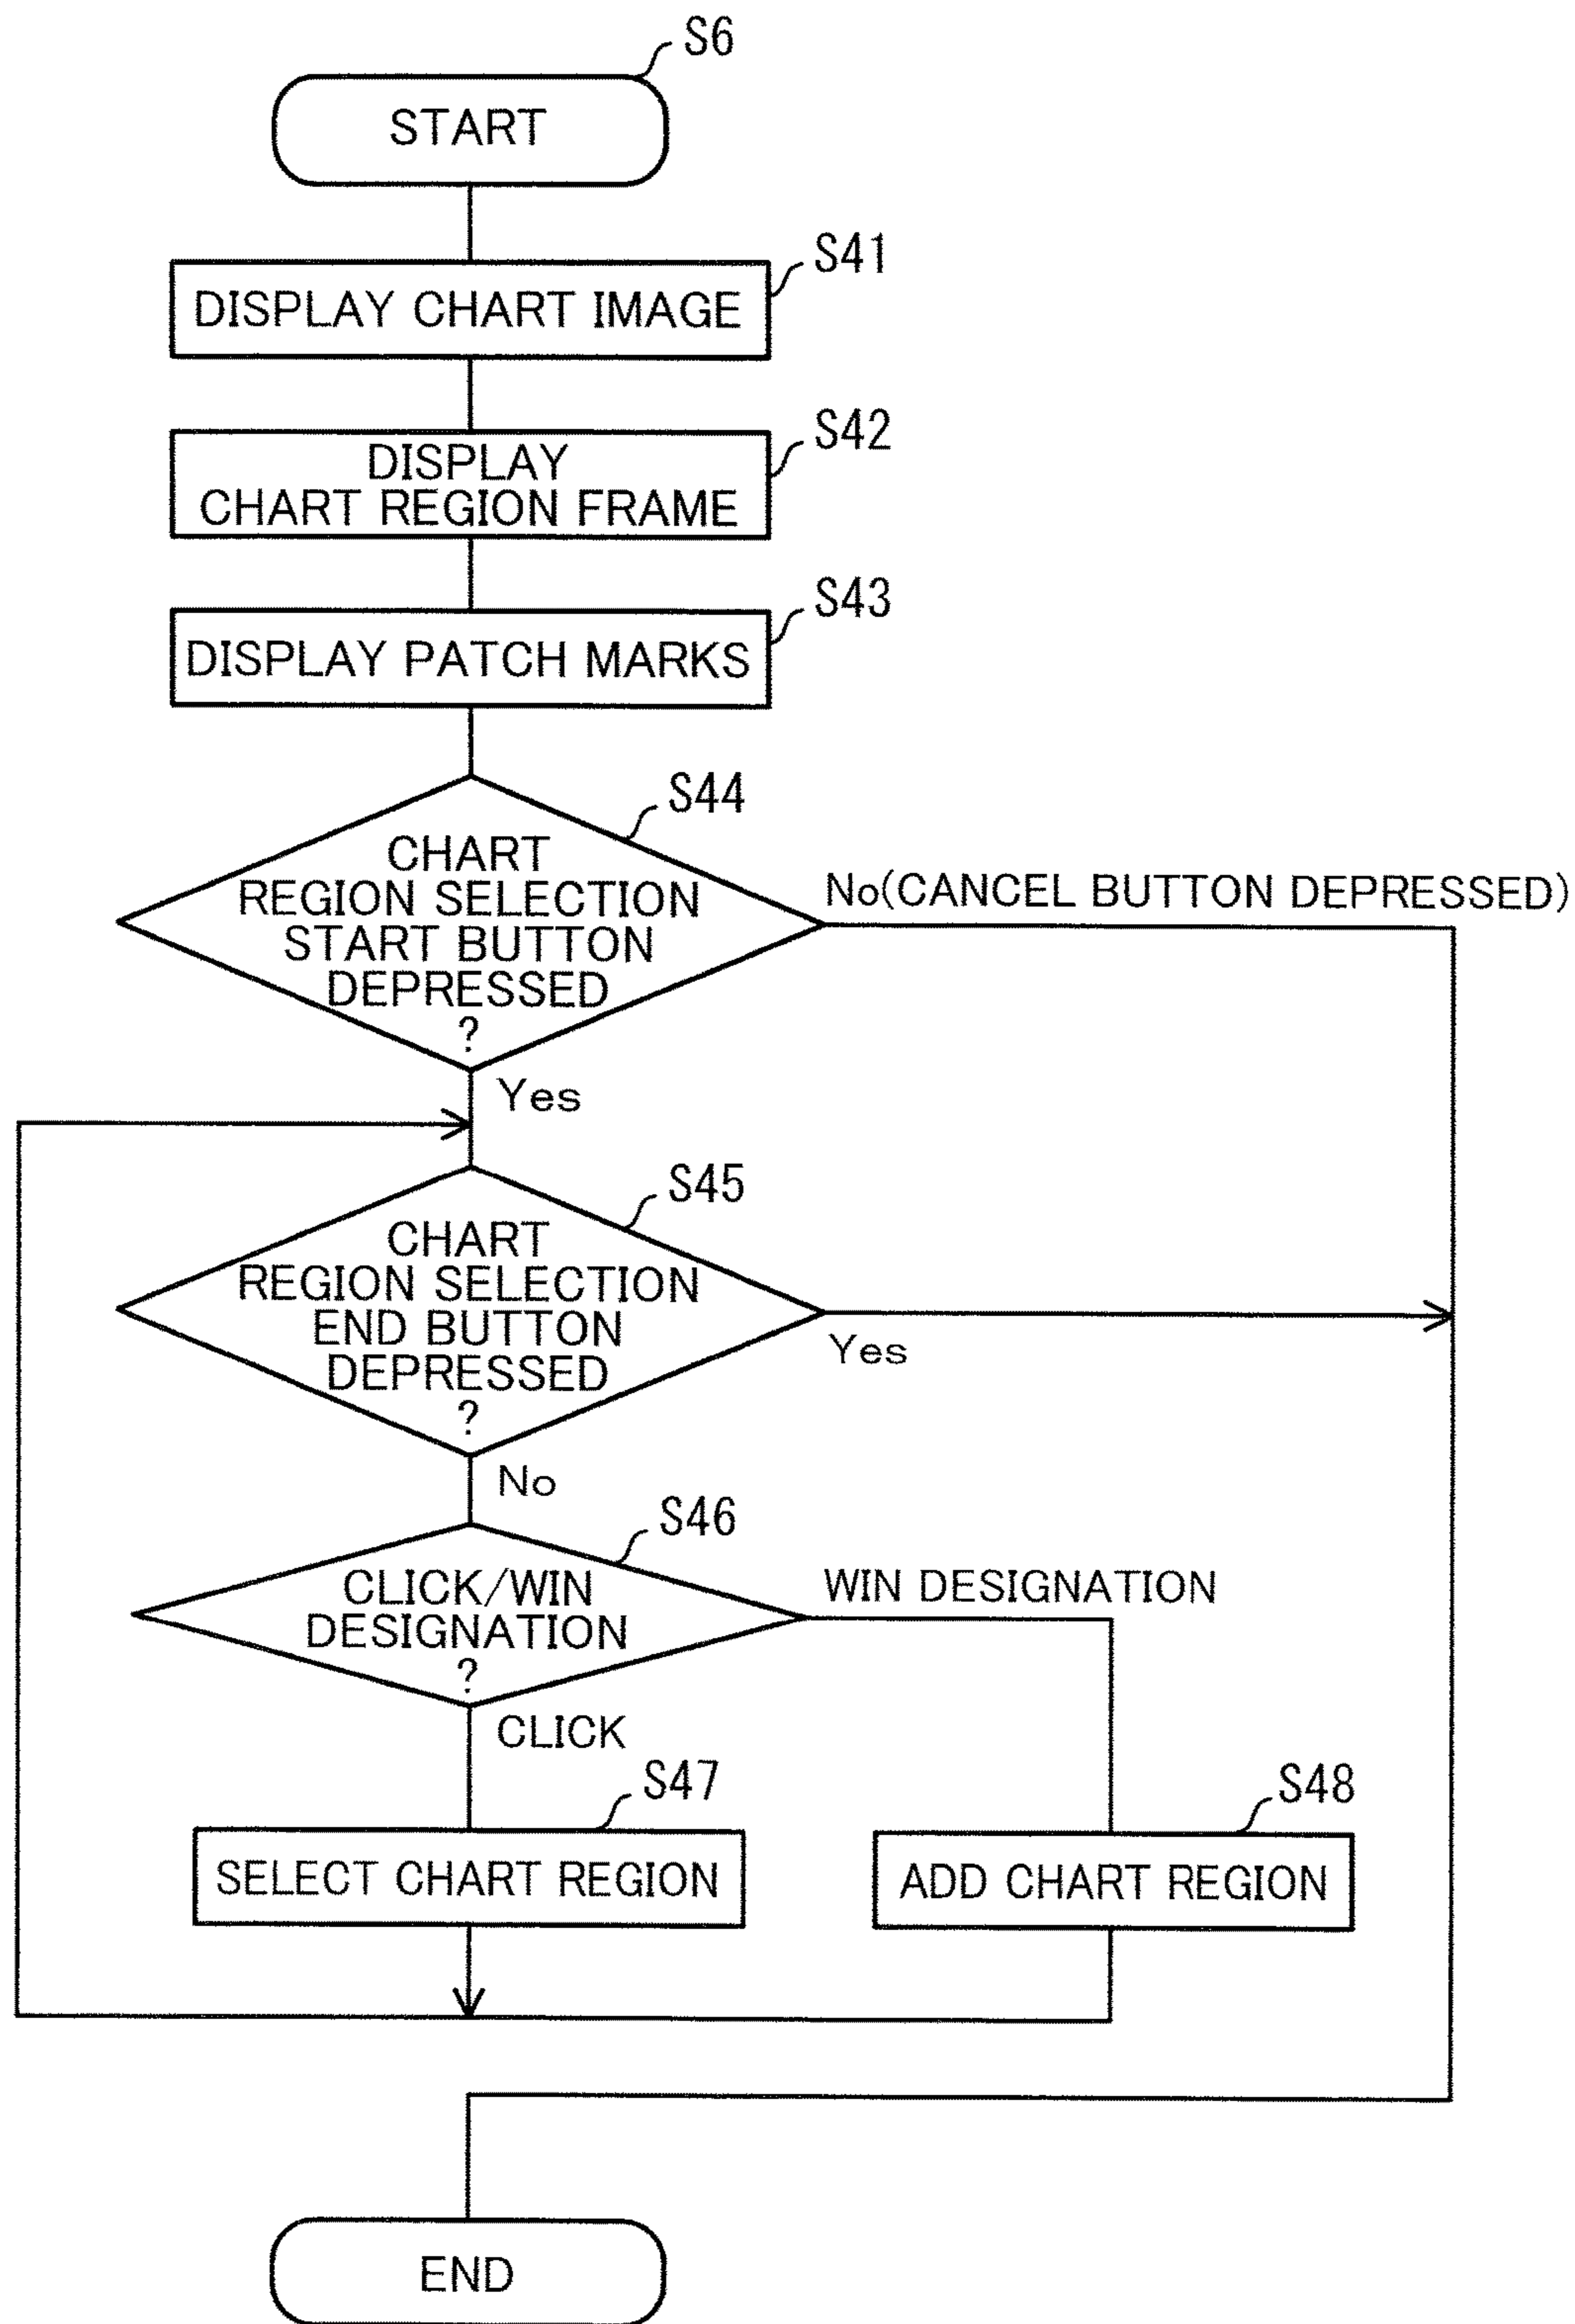 S6
START
S41
DISPLAY CHART IMAGE
S42
DISPLAY
CHART REGION FRAME
S43
DISPLAY PATCH MARKS
S44
CHART
REGION SELECTION
START BUTTON
DEPRESSED
?
No(CANCEL BUTTON DEPRESSED)
Yes
S45
CHART
REGION SELECTION
END BUTTON
DEPRESSED
?
Yes
No
S46
CLICK/WIN
DESIGNATION
?
WIN DESIGNATION
CLICK
S47
SELECT CHART REGION
S48
ADD CHART REGION
END